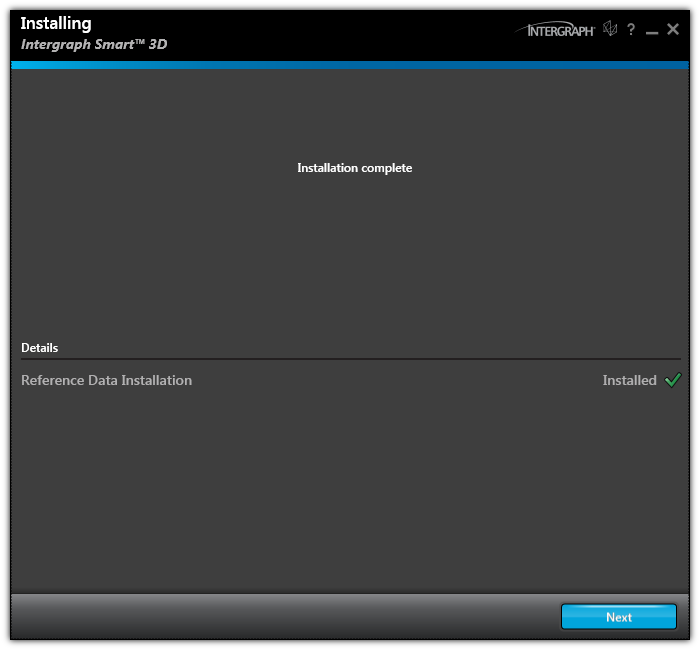 Installing
Intergraph Smart™ 3D
INTERGRAPH
?
Installation complete
Details
Reference Data Installation
Installed
Next